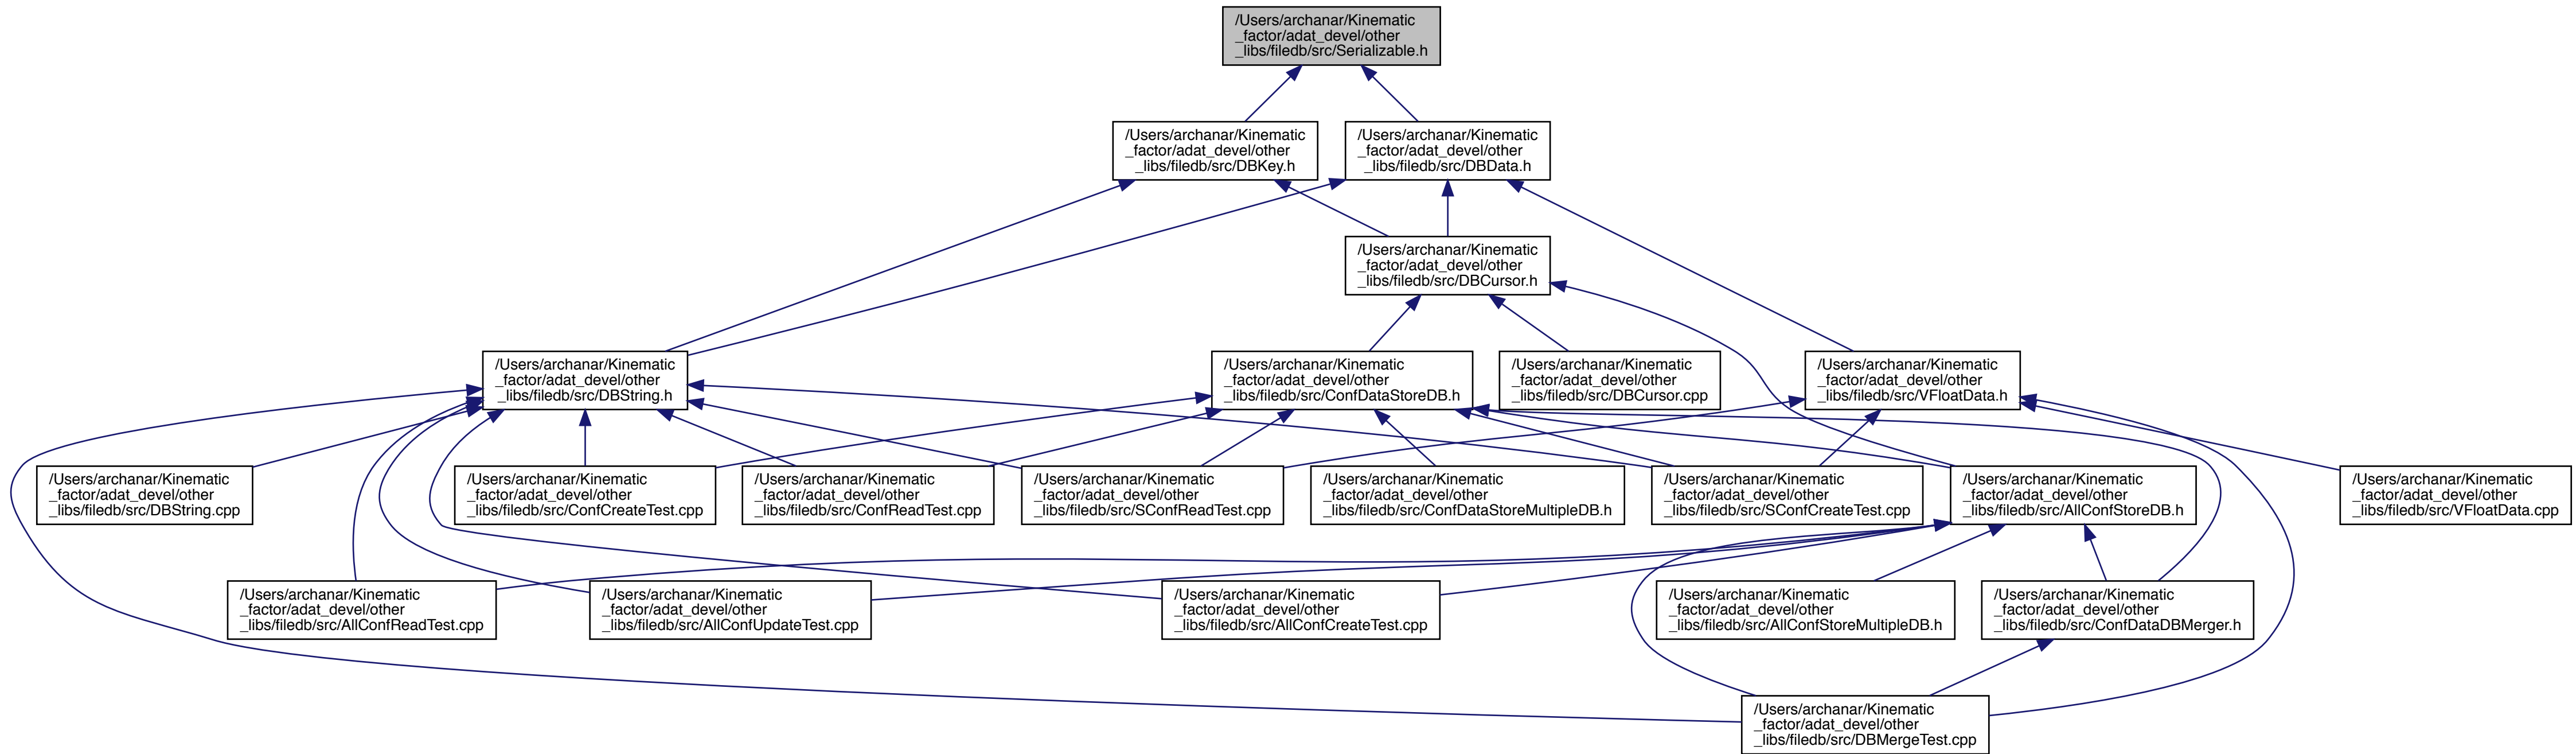 /Users/archanar/Kinematic
_factor/adat_devel/other
_libs/filedb/src/Serializable.h
/Users/archanar/Kinematic
_factor/adat_devel/other
_libs/filedb/src/DBKey.h
/Users/archanar/Kinematic
_factor/adat_devel/other
_libs/filedb/src/DBData.h
/Users/archanar/Kinematic
_factor/adat_devel/other
_libs/filedb/src/DBCursor.h
/Users/archanar/Kinematic
_factor/adat_devel/other
_libs/filedb/src/DBString.h
/Users/archanar/Kinematic
_factor/adat_devel/other
_libs/filedb/src/ConfDataStoreDB.h
/Users/archanar/Kinematic
_factor/adat_devel/other
_libs/filedb/src/DBCursor.cpp
/Users/archanar/Kinematic
_factor/adat_devel/other
_libs/filedb/src/VFloatData.h
/Users/archanar/Kinematic
_factor/adat_devel/other
_libs/filedb/src/DBString.cpp
/Users/archanar/Kinematic
_factor/adat_devel/other
_libs/filedb/src/ConfCreateTest.cpp
/Users/archanar/Kinematic
_factor/adat_devel/other
_libs/filedb/src/ConfReadTest.cpp
/Users/archanar/Kinematic
_factor/adat_devel/other
_libs/filedb/src/SConfReadTest.cpp
/Users/archanar/Kinematic
_factor/adat_devel/other
_libs/filedb/src/ConfDataStoreMultipleDB.h
/Users/archanar/Kinematic
_factor/adat_devel/other
_libs/filedb/src/SConfCreateTest.cpp
/Users/archanar/Kinematic
_factor/adat_devel/other
_libs/filedb/src/AllConfStoreDB.h
/Users/archanar/Kinematic
_factor/adat_devel/other
_libs/filedb/src/VFloatData.cpp
/Users/archanar/Kinematic
_factor/adat_devel/other
_libs/filedb/src/AllConfReadTest.cpp
/Users/archanar/Kinematic
_factor/adat_devel/other
_libs/filedb/src/AllConfUpdateTest.cpp
/Users/archanar/Kinematic
_factor/adat_devel/other
_libs/filedb/src/AllConfCreateTest.cpp
/Users/archanar/Kinematic
_factor/adat_devel/other
_libs/filedb/src/AllConfStoreMultipleDB.h
/Users/archanar/Kinematic
_factor/adat_devel/other
_libs/filedb/src/ConfDataDBMerger.h
/Users/archanar/Kinematic
_factor/adat_devel/other
_libs/filedb/src/DBMergeTest.cpp